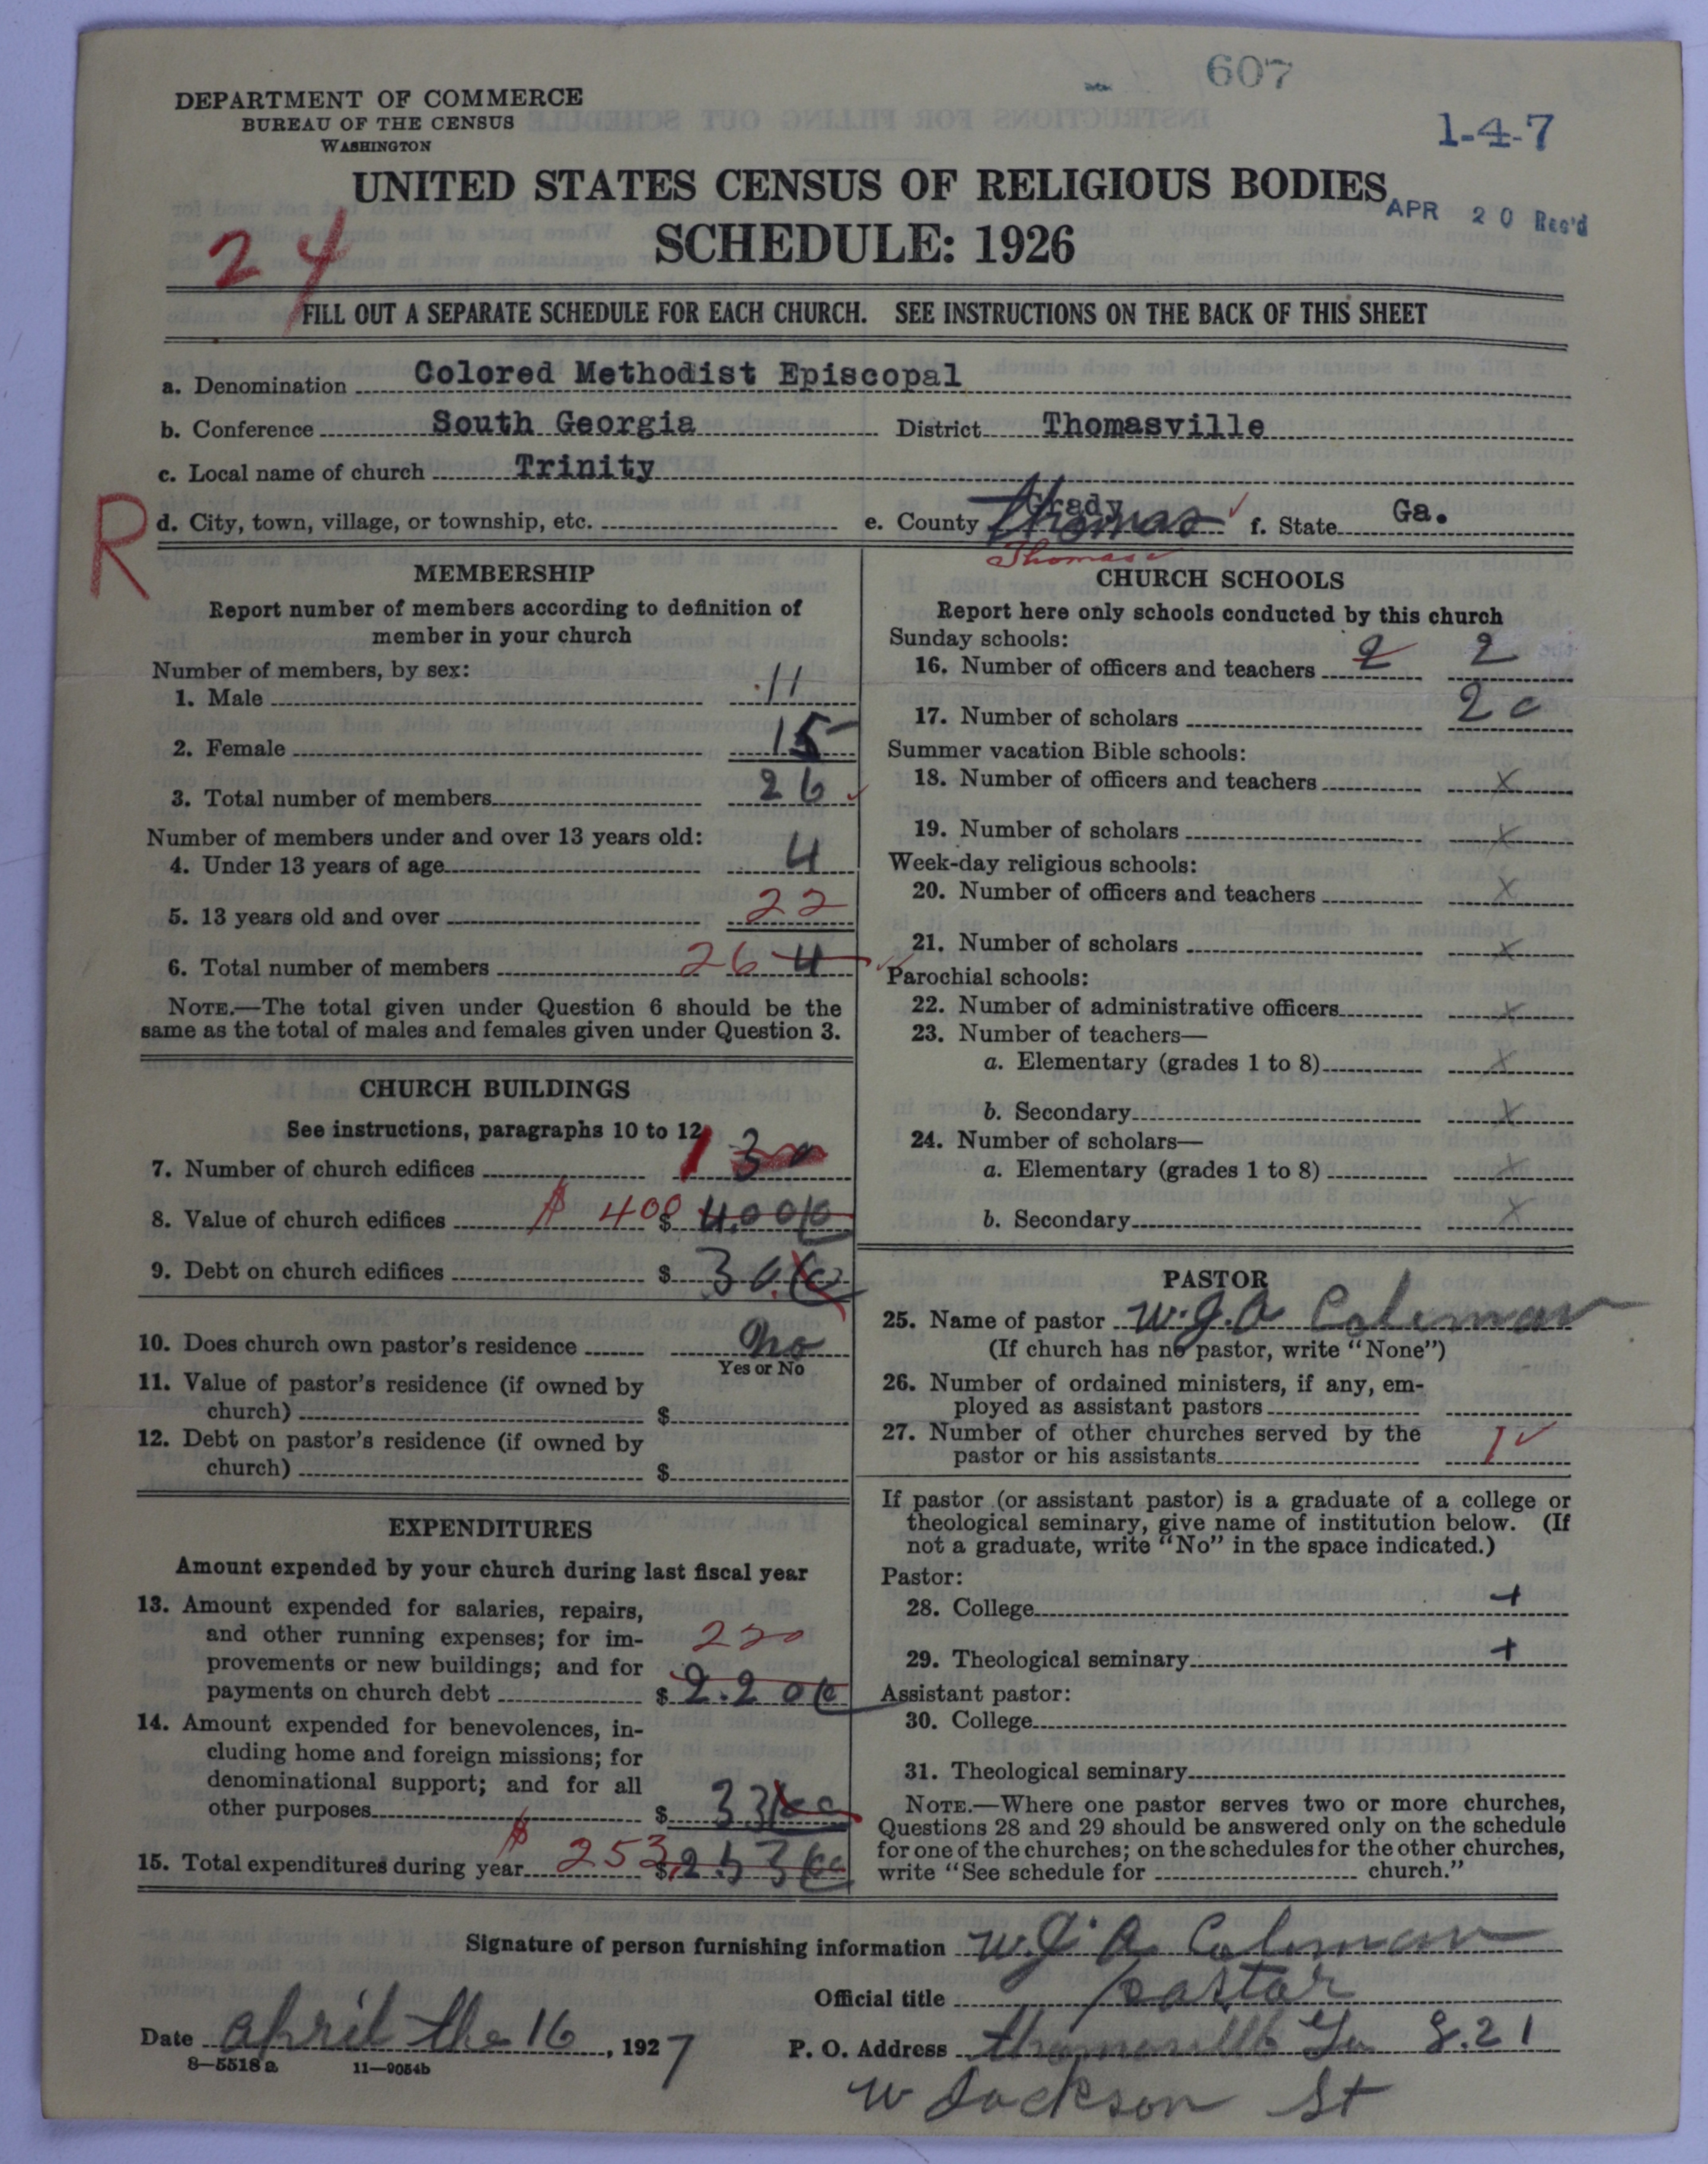 607
DEPARTMENT OF COMMERCE
BUREAU OF THE CENSUS
WASHINGTON
1-4-7
UNITED STATES CENSUS OF RELIGIOUS BODIES
APR 20 Rec'd
SCHEDULE: 1926
24
FILL OUT A SEPARATE SCHEDULE FOR EACH CHURCH. SEE INSTRUCTIONS ON THE BACK OF THIS SHEET
a. Denomination Colored Methodist Episcopal
b. Conference South Georgia District Thomasville
c. Local name of church Trinity
R
d. City, town, village, or township, etc. e. County Grady Thomas f. State Ga.
Thomas
MEMBERSHIP
Report number of members according to definition of
member in your church
Number of members, by sex:
1. Male 11
2. Female 15
3. Total number of members 26
Number of members under and over 13 years old:
4. Under 13 years of age 4
5. 13 years old and over 22
6. Total number of members 26 4
NOTE.—The total given under Question 6 should be the
same as the total of males and females given under Question 3.
CHURCH BUILDINGS
See instructions, paragraphs 10 to 12
7. Number of church edifices 1 30
8. Value of church edifices $ 400 $ 400
9. Debt on church edifices $ 30
10. Does church own pastor's residence No
Yes or No
11. Value of pastor's residence (if owned by
church) $
12. Debt on pastor's residence (if owned by
church) $
EXPENDITURES
Amount expended by your church during last fiscal year
13. Amount expended for salaries, repairs,
and other running expenses; for im-
220
provements or new buildings; and for
payments on church debt $ 2.20
14. Amount expended for benevolences, in-
cluding home and foreign missions; for
denominational support; and for all
other purposes $ 33
15. Total expenditures during year $ 253 $ 253
CHURCH SCHOOLS
Report here only schools conducted by this church
Sunday schools:
16. Number of officers and teachers 2 2
17. Number of scholars 20
Summer vacation Bible schools:
18. Number of officers and teachers x
19. Number of scholars x
Week-day religious schools:
20. Number of officers and teachers x
21. Number of scholars x
Parochial schools:
22. Number of administrative officers x
23. Number of teachers—
a. Elementary (grades 1 to 8) x
b. Secondary x
24. Number of scholars—
a. Elementary (grades 1 to 8) x
b. Secondary x
PASTOR
25. Name of pastor W.J.A Coleman
(If church has no pastor, write "None")
26. Number of ordained ministers, if any, em-
ployed as assistant pastors
27. Number of other churches served by the
pastor or his assistants 1
If pastor (or assistant pastor) is a graduate of a college or
theological seminary, give name of institution below. (If
not a graduate, write "No" in the space indicated.)
Pastor:
28. College +
29. Theological seminary +
Assistant pastor:
30. College
31. Theological seminary
NOTE.—Where one pastor serves two or more churches,
Questions 28 and 29 should be answered only on the schedule
for one of the churches; on the schedules for the other churches,
write "See schedule for church."
Signature of person furnishing information W.J.A. Coleman
Official title pastor
Date april the 16, 1927 P. O. Address thomasville Ga 821
W Jackson St
8—5518 a 11—9054b